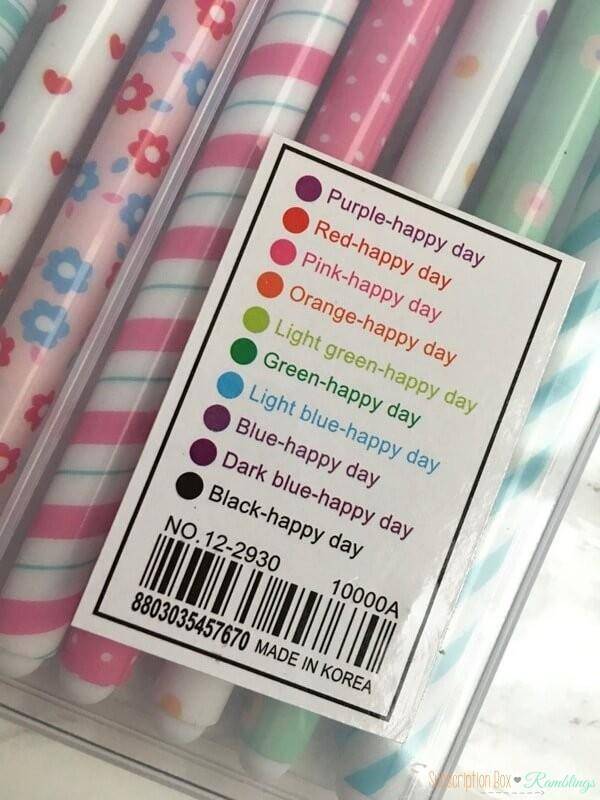 Purple-happy day
Red-happy day
Pink-happy day
Orange-happy day
Light green-happy day
Green-happy day
Light blue-happy day
Blue-happy day
Dark blue-happy day
Black-happy day
NO.12-2930 10000A
8803035457670 MADE IN KOREA
Subscription Box ♥ Ramblings